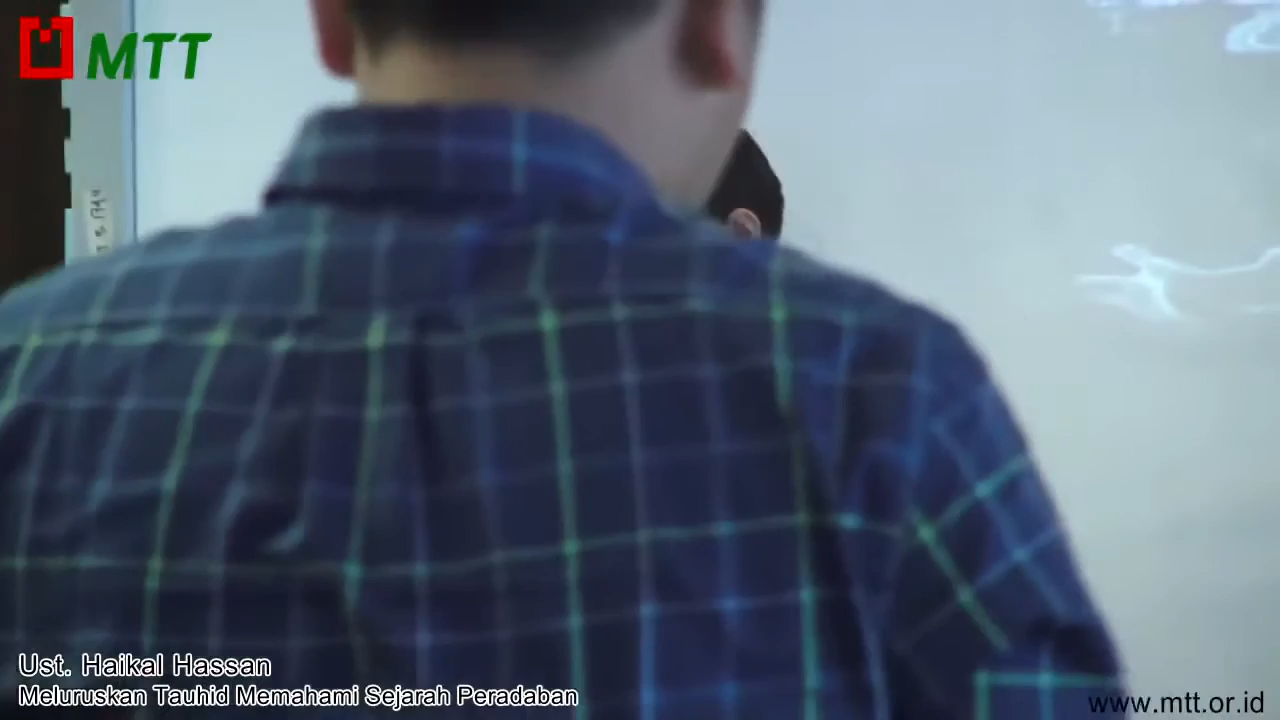 MTT
Ust. Haikal Hassan
Meluruskan Tauhid Memahami Sejarah Peradaban
www.mtt.or.id